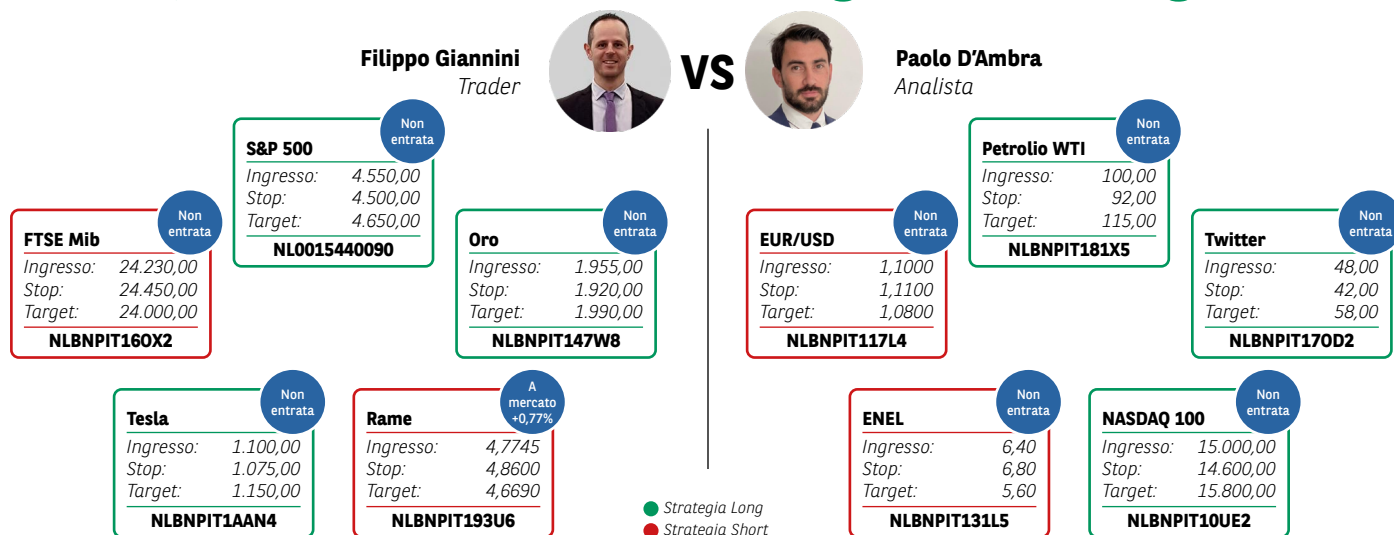 Filippo Giannini
Trader
VS
Paolo D'Ambra
Analista
Non
entrata
S&P 500
Ingresso: 4.550,00
Stop: 4.500,00
Target: 4.650,00
NL0015440090
Non
entrata
FTSE Mib
Ingresso: 24.230,00
Stop: 24.450,00
Target: 24.000,00
NLBNPIT16OX2
Non
entrata
Oro
Ingresso: 1.955,00
Stop: 1.920,00
Target: 1.990,00
NLBNPIT147W8
Non
entrata
Tesla
Ingresso: 1.100,00
Stop: 1.075,00
Target: 1.150,00
NLBNPIT1AAN4
A
mercato
+0,77%
Rame
Ingresso: 4,7745
Stop: 4,8600
Target: 4,6690
NLBNPIT193U6
Non
entrata
Petrolio WTI
Ingresso: 100,00
Stop: 92,00
Target: 115,00
NLBNPIT181X5
Non
entrata
EUR/USD
Ingresso: 1,1000
Stop: 1,1100
Target: 1,0800
NLBNPIT117L4
Non
entrata
Twitter
Ingresso: 48,00
Stop: 42,00
Target: 58,00
NLBNPIT17OD2
Non
entrata
ENEL
Ingresso: 6,40
Stop: 6,80
Target: 5,60
NLBNPIT131L5
Non
entrata
NASDAQ 100
Ingresso: 15.000,00
Stop: 14.600,00
Target: 15.800,00
NLBNPIT10UE2
Strategia Long
Strategia Short